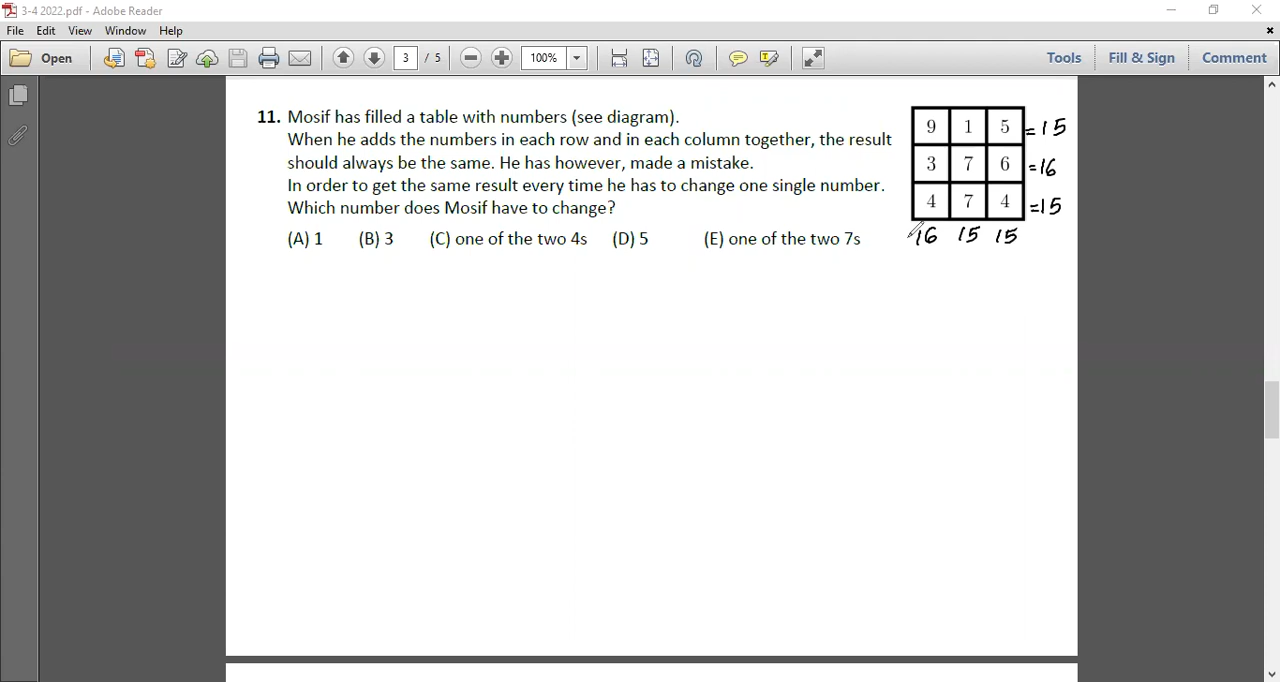 3-4 2022.pdf - Adobe Reader
File Edit View Window Help
Open 3 / 5 100% Tools Fill & Sign Comment
11. Mosif has filled a table with numbers (see diagram).
When he adds the numbers in each row and in each column together, the result
should always be the same. He has however, made a mistake.
In order to get the same result every time he has to change one single number.
Which number does Mosif have to change?
(A) 1 (B) 3 (C) one of the two 4s (D) 5 (E) one of the two 7s
9 1 5 =15
3 7 6 =16
4 7 4 =15
16 15 15